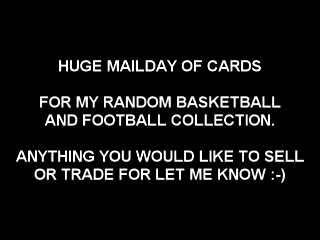 HUGE MAILDAY OF CARDS
FOR MY RANDOM BASKETBALL
AND FOOTBALL COLLECTION.
ANYTHING YOU WOULD LIKE TO SELL
OR TRADE FOR LET ME KNOW :-)